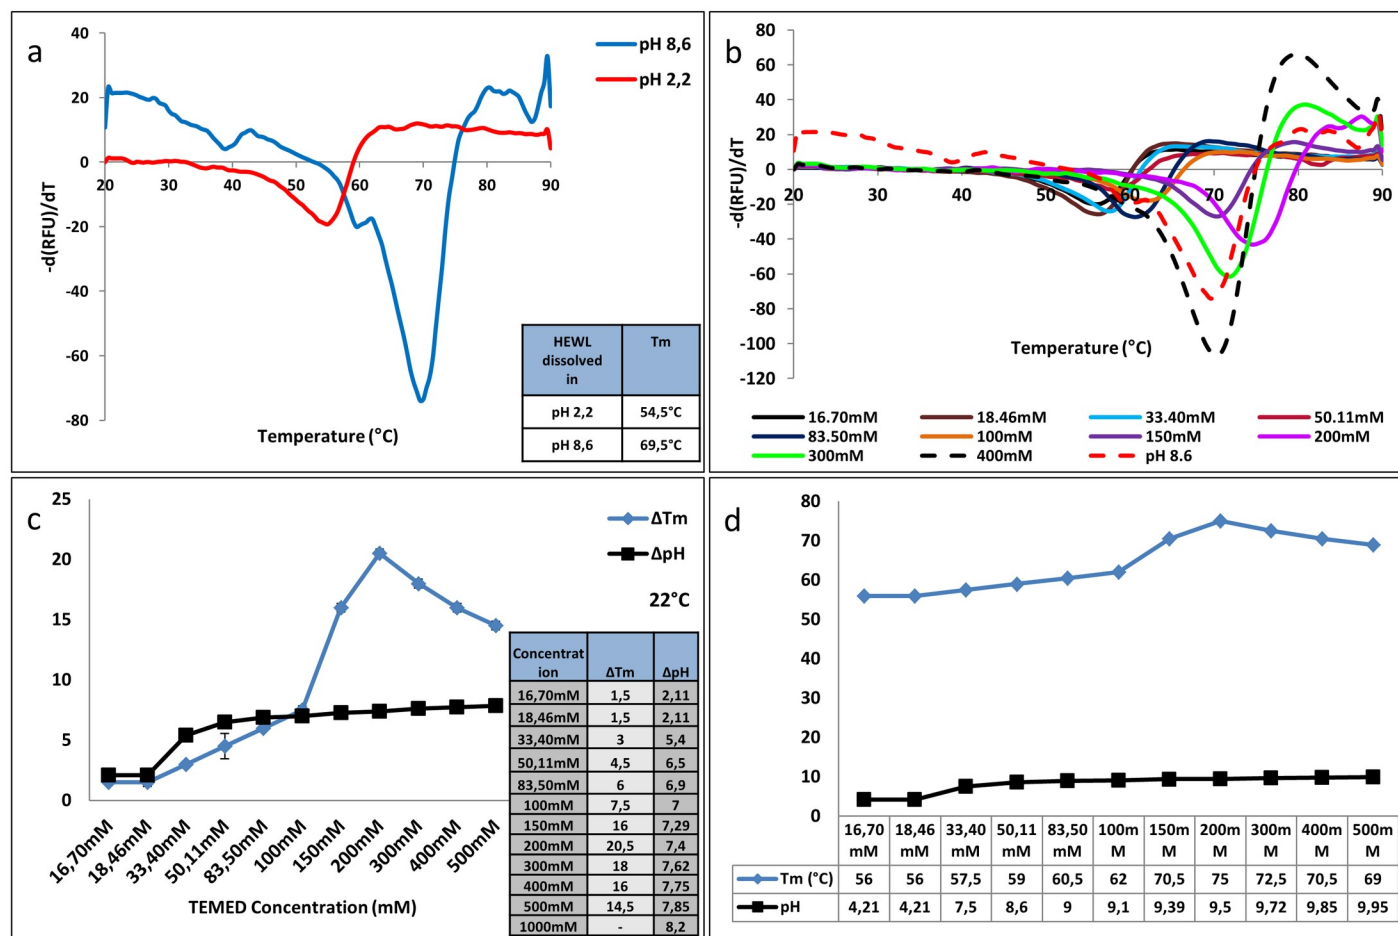 a
pH 8,6
pH 2,2
40
20
0
-20
-40
-60
-80
20 30 40 50 60 70 80 90
-d(RFU)/dT
Temperature (°C)
HEWL dissolved in Tm
pH 2,2 54,5°C
pH 8,6 69,5°C
b
80
60
40
20
0
-20
-40
-60
-80
-100
-120
20 30 40 50 60 70 80 90
-d(RFU)/dT
Temperature (°C)
16.70mM 18.46mM 33.40mM 50.11mM
83.50mM 100mM 150mM 200mM
300mM 400mM pH 8.6
c
25
20
15
10
5
0
ΔTm
ΔpH
22°C
16,70mM 18,46mM 33,40mM 50,11mM 83,50mM 100mM 150mM 200mM 300mM 400mM 500mM
TEMED Concentration (mM)
Concentrat
ion ΔTm ΔpH
16,70mM 1,5 2,11
18,46mM 1,5 2,11
33,40mM 3 5,4
50,11mM 4,5 6,5
83,50mM 6 6,9
100mM 7,5 7
150mM 16 7,29
200mM 20,5 7,4
300mM 18 7,62
400mM 16 7,75
500mM 14,5 7,85
1000mM - 8,2
d
80
70
60
50
40
30
20
10
0
16,70 18,46 33,40 50,11 83,50 100m 150m 200m 300m 400m 500m
mM mM mM mM mM M M M M M M
Tm (°C) 56 56 57,5 59 60,5 62 70,5 75 72,5 70,5 69
pH 4,21 4,21 7,5 8,6 9 9,1 9,39 9,5 9,72 9,85 9,95